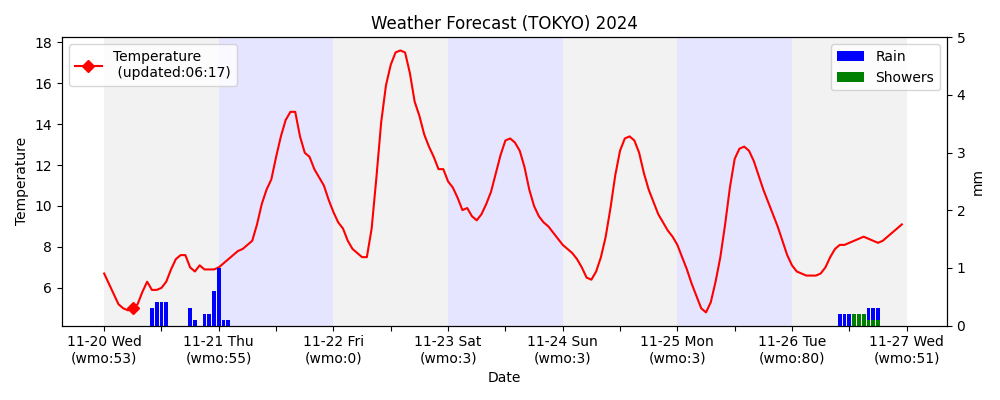 Weather Forecast (TOKYO) 2024
Temperature
(updated:06:17)
Rain
Showers
18
16
14
12
10
8
6
Temperature
5
4
3
2
1
0
mm
11-20 Wed
(wmo:53)
11-21 Thu
(wmo:55)
11-22 Fri
(wmo:0)
11-23 Sat
(wmo:3)
11-24 Sun
(wmo:3)
11-25 Mon
(wmo:3)
11-26 Tue
(wmo:80)
11-27 Wed
(wmo:51)
Date